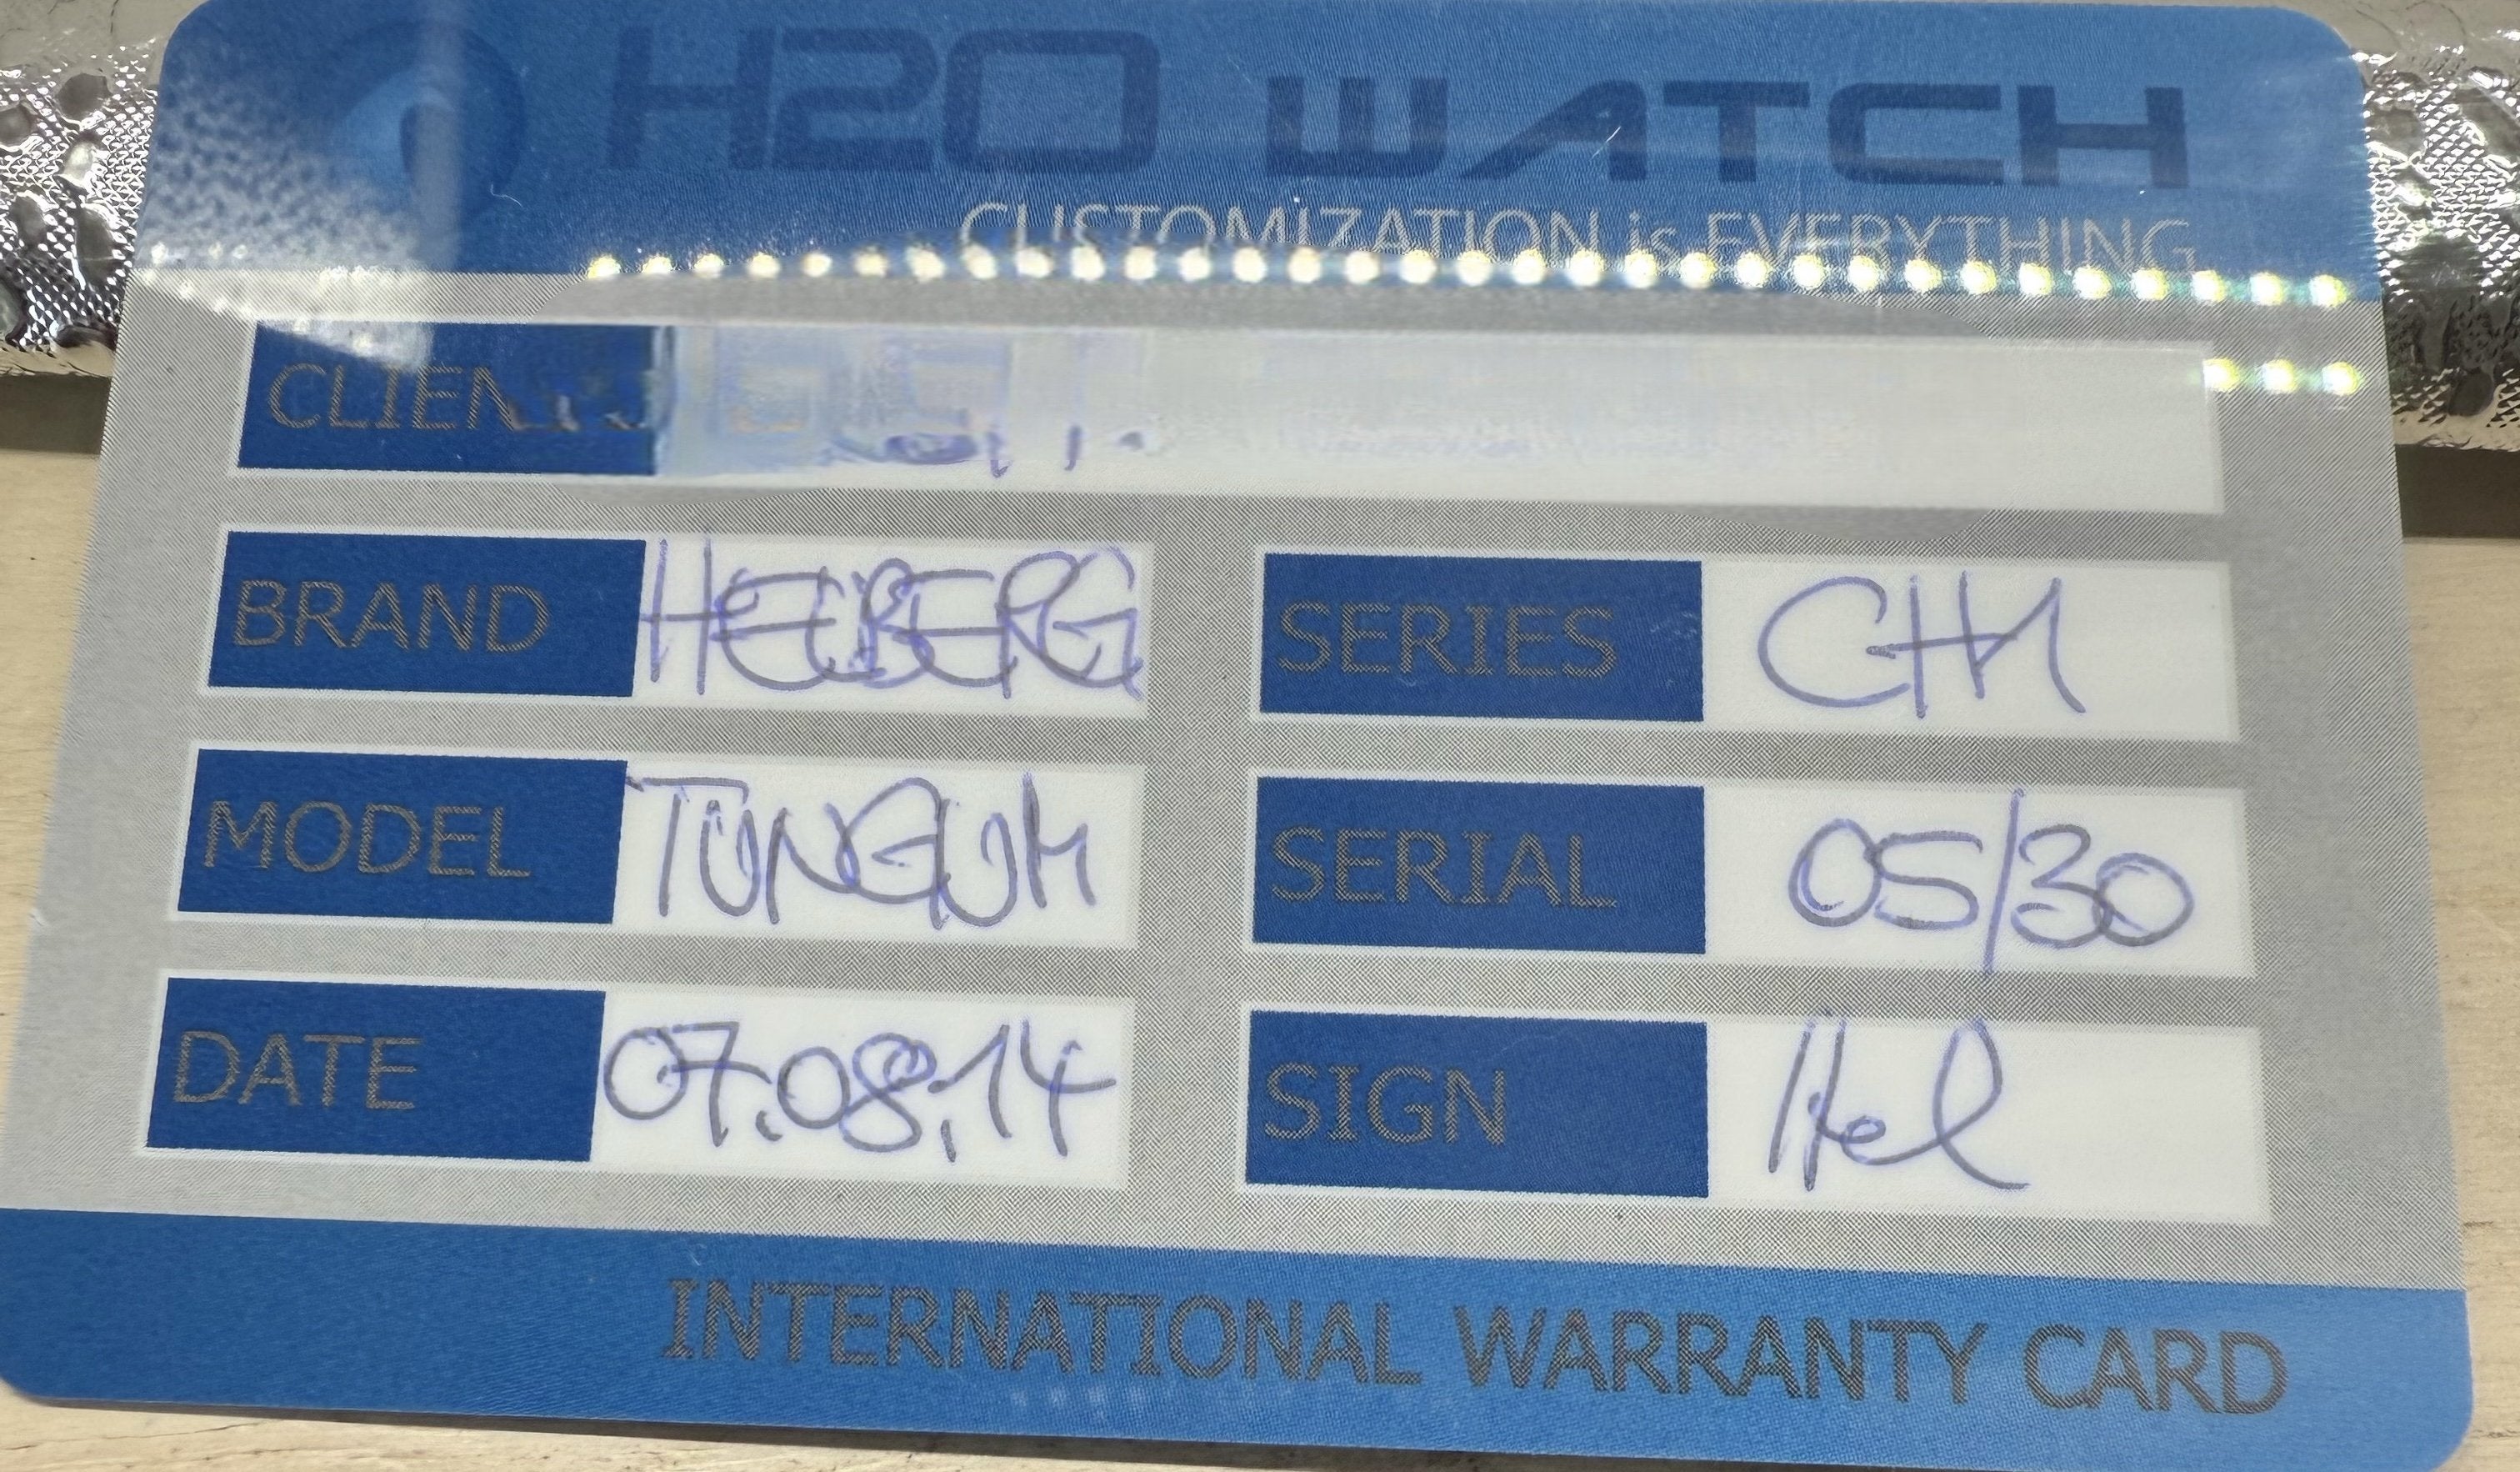 H2O WATCH
CUSTOMIZATION is EVERYTHING
CLIENT
BRAND HELBERG SERIES CH1
MODEL TUNGUM SERIAL 05/30
DATE 07.08.14 SIGN Hel
INTERNATIONAL WARRANTY CARD